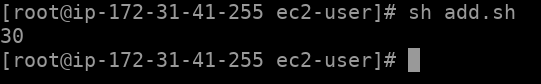 [root@ip-172-31-41-255 ec2-user]# sh add.sh
30
[root@ip-172-31-41-255 ec2-user]#